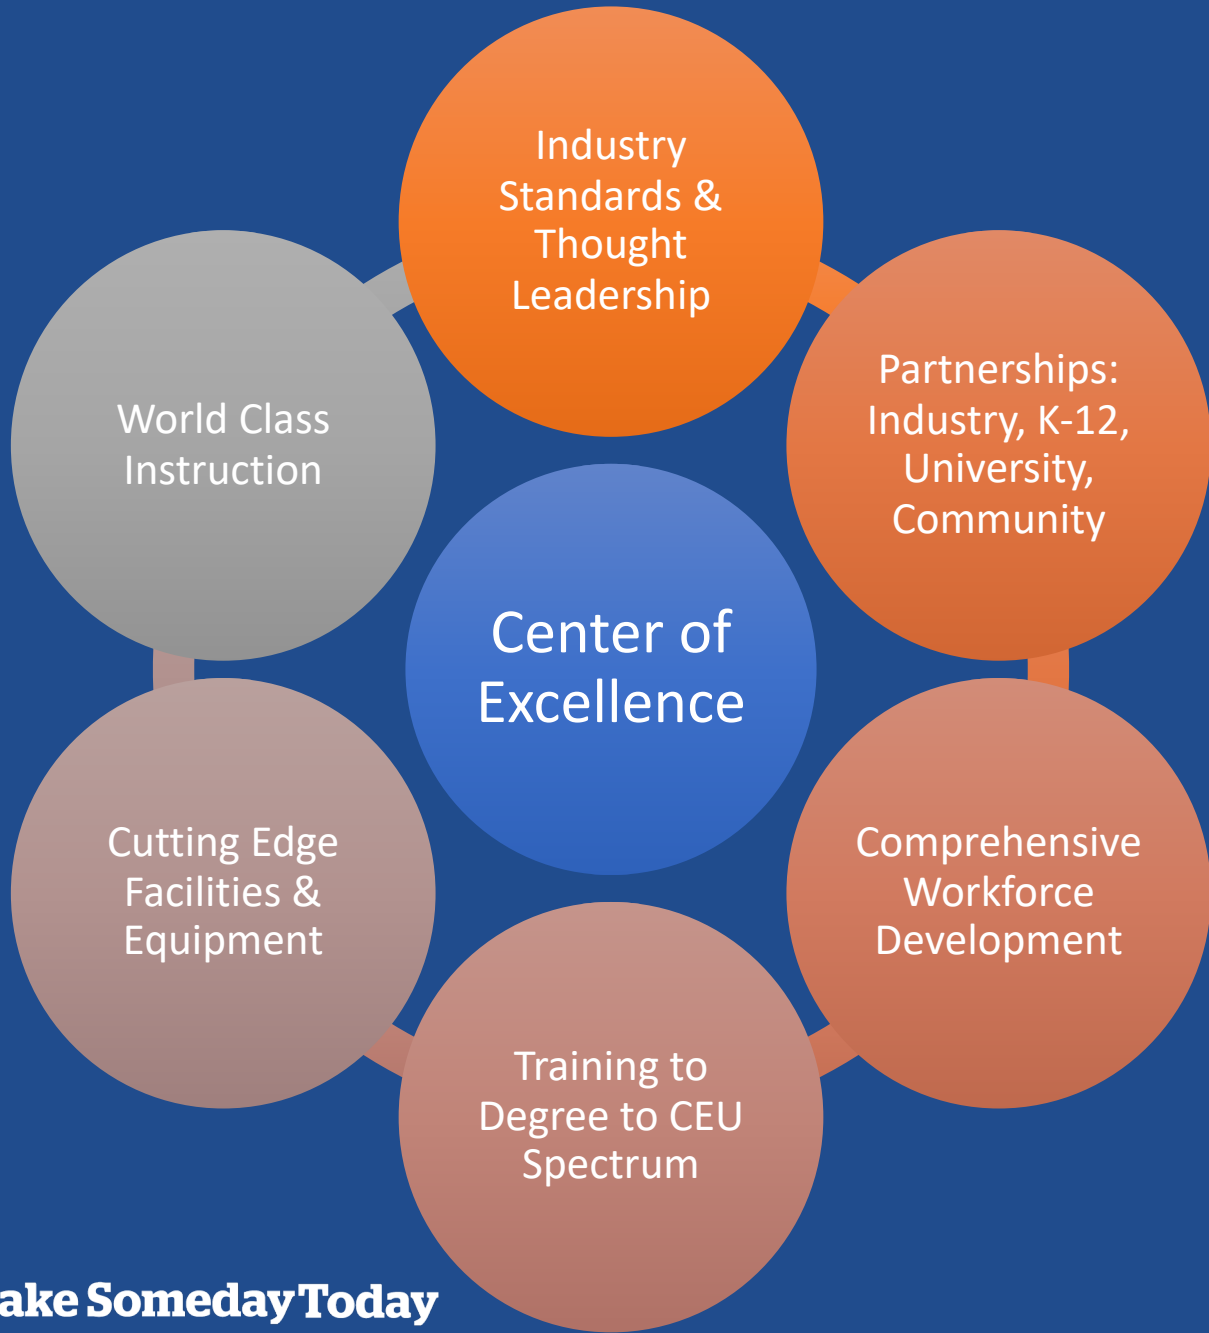 Industry
Standards &
Thought
Leadership
Partnerships:
Industry, K-12,
University,
Community
Comprehensive
Workforce
Development
Training to
Degree to CEU
Spectrum
Cutting Edge
Facilities &
Equipment
World Class
Instruction
Center of
Excellence
ake Someday Today